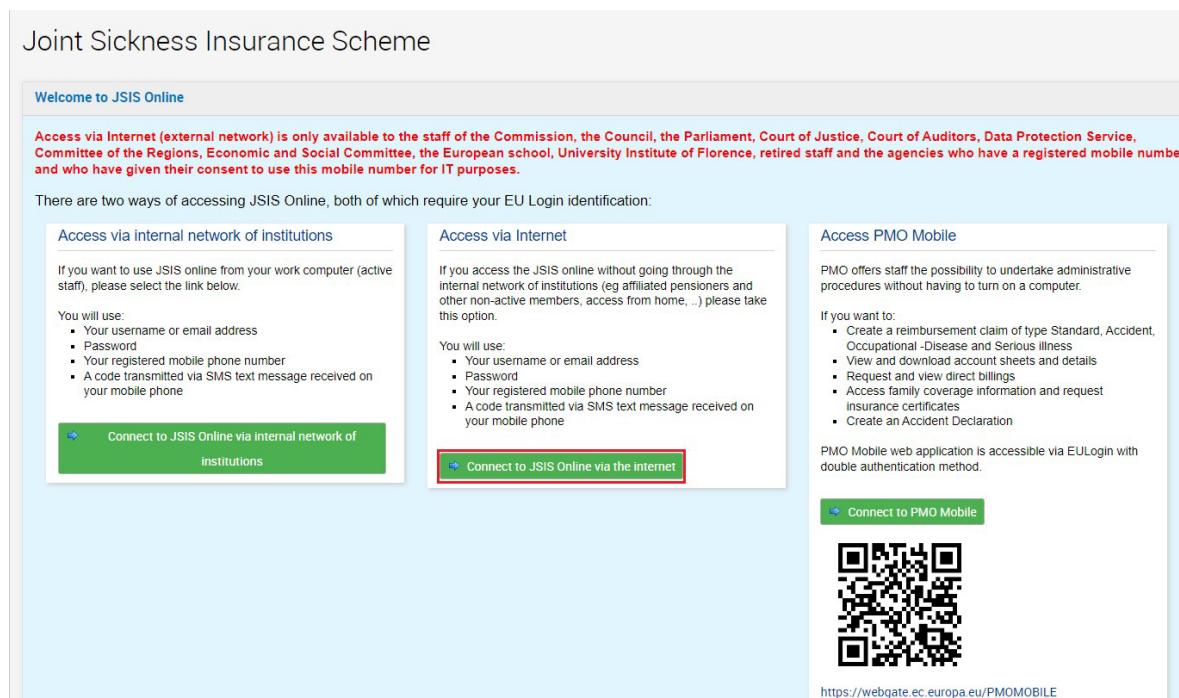 Joint Sickness Insurance Scheme
Welcome to JSIS Online
Access via Internet (external network) is only available to the staff of the Commission, the Council, the Parliament, Court of Justice, Court of Auditors, Data Protection Service,
Committee of the Regions, Economic and Social Committee, the European school, University Institute of Florence, retired staff and the agencies who have a registered mobile numbe
and who have given their consent to use this mobile number for IT purposes.
There are two ways of accessing JSIS Online, both of which require your EU Login identification:
Access via internal network of institutions
If you want to use JSIS online from your work computer (active
staff), please select the link below.
You will use:
Your username or email address
Password
Your registered mobile phone number
A code transmitted via SMS text message received on
your mobile phone
Connect to JSIS Online via internal network of
institutions
Access via Internet
If you access the JSIS online without going through the
internal network of institutions (eg affiliated pensioners and
other non-active members, access from home, ..) please take
this option.
You will use:
Your username or email address
Password
Your registered mobile phone number
A code transmitted via SMS text message received on
your mobile phone
Connect to JSIS Online via the internet
Access PMO Mobile
PMO offers staff the possibility to undertake administrative
procedures without having to turn on a computer.
If you want to:
Create a reimbursement claim of type Standard, Accident,
Occupational -Disease and Serious illness
View and download account sheets and details
Request and view direct billings
Access family coverage information and request
insurance certificates
Create an Accident Declaration
PMO Mobile web application is accessible via EULogin with
double authentication method.
Connect to PMO Mobile
https://webgate.ec.europa.eu/PMOMOBILE